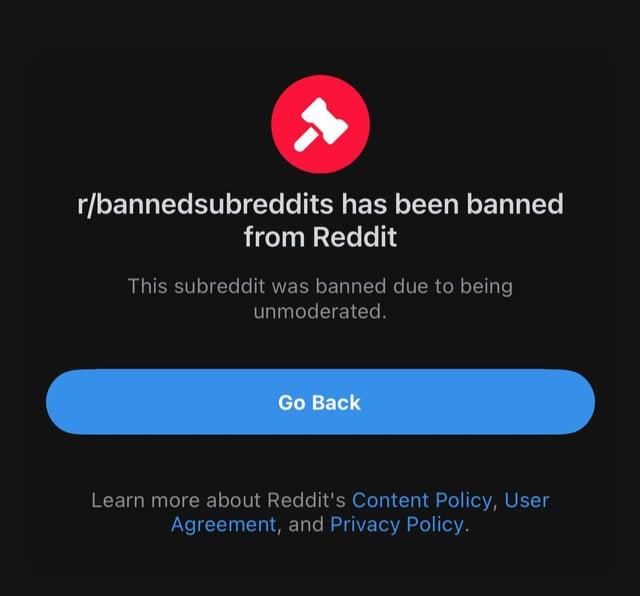 r/bannedsubreddits has been banned
from Reddit
This subreddit was banned due to being
unmoderated.
Go Back
Learn more about Reddit's Content Policy, User
Agreement, and Privacy Policy.